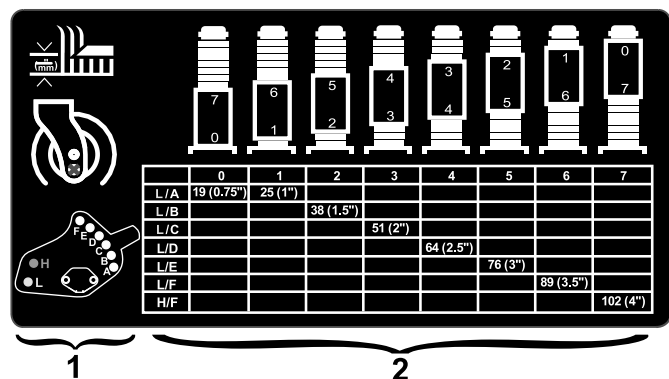 (mm)
7 6 5 4 3 2 1 0
0 1 2 3 4 5 6 7
F
E
D
C
B
A
H
L
0 1 2 3 4 5 6 7
L/A 19 (0.75") 25 (1")
L/B 38 (1.5")
L/C 51 (2")
L/D 64 (2.5")
L/E 76 (3")
L/F 89 (3.5")
H/F 102 (4")
1 2